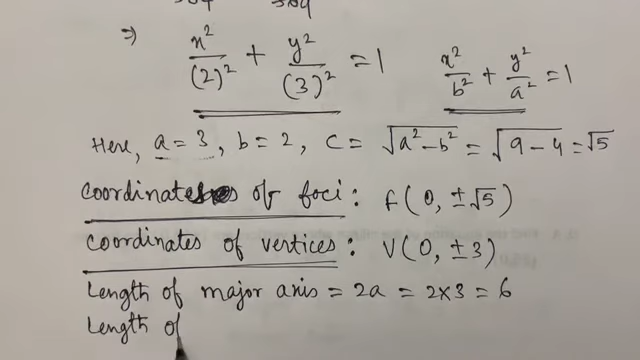 ⇒ x²/(2)² + y²/(3)² = 1    x²/b² + y²/a² = 1
Here, a = 3, b = 2, c = √a²-b² = √9-4 = √5
Coordinates of foci: F(0, ±√5)
Coordinates of vertices: V(0, ±3)
Length of major axis = 2a = 2×3 = 6
Length of